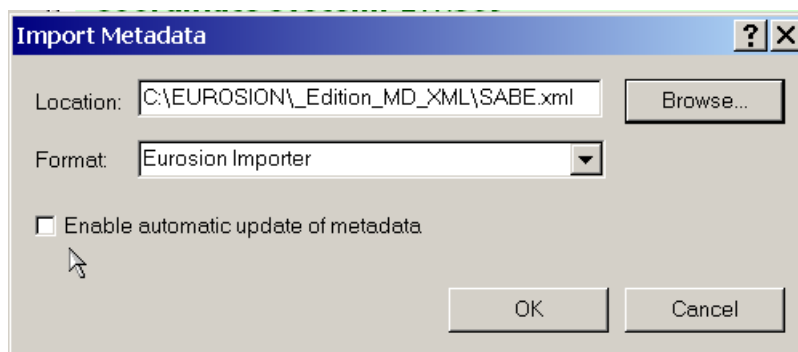 Import Metadata
? X
Location: C:\EUROSION\_Edition_MD_XML\SABE.xml Browse...
Format: Eurosion Importer
Enable automatic update of metadata
OK Cancel